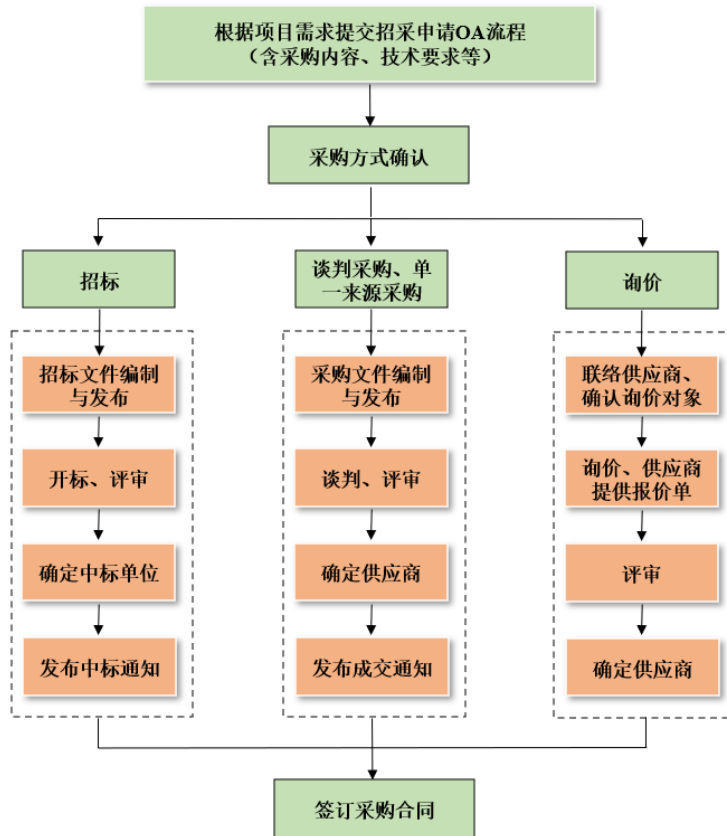 根据项目需求提交招采申请OA流程
（含采购内容、技术要求等）
采购方式确认
招标
谈判采购、单
一来源采购
询价
招标文件编制
与发布
采购文件编制
与发布
联络供应商、
确认询价对象
开标、评审
谈判、评审
询价、供应商
提供报价单
确定中标单位
确定供应商
评审
发布中标通知
发布成交通知
确定供应商
签订采购合同